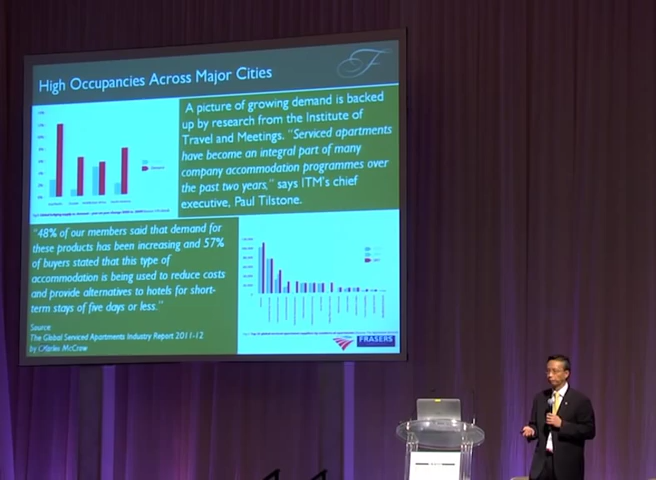 High Occupancies Across Major Cities
A picture of growing demand is backed
up by research from the Institute of
Travel and Meetings. "Serviced apartments
have become an integral part of many
company accommodation programmes over
the past two years," says ITM's chief
executive, Paul Tilstone.
"48% of our members said that demand for
these products has been increasing and 57%
of buyers stated that this type of
accommodation is being used to reduce costs
and provide alternatives to hotels for short-
term stays of five days or less."
Source:
The Global Serviced Apartments Industry Report 2011-12
by Charles McCrow
FRASERS